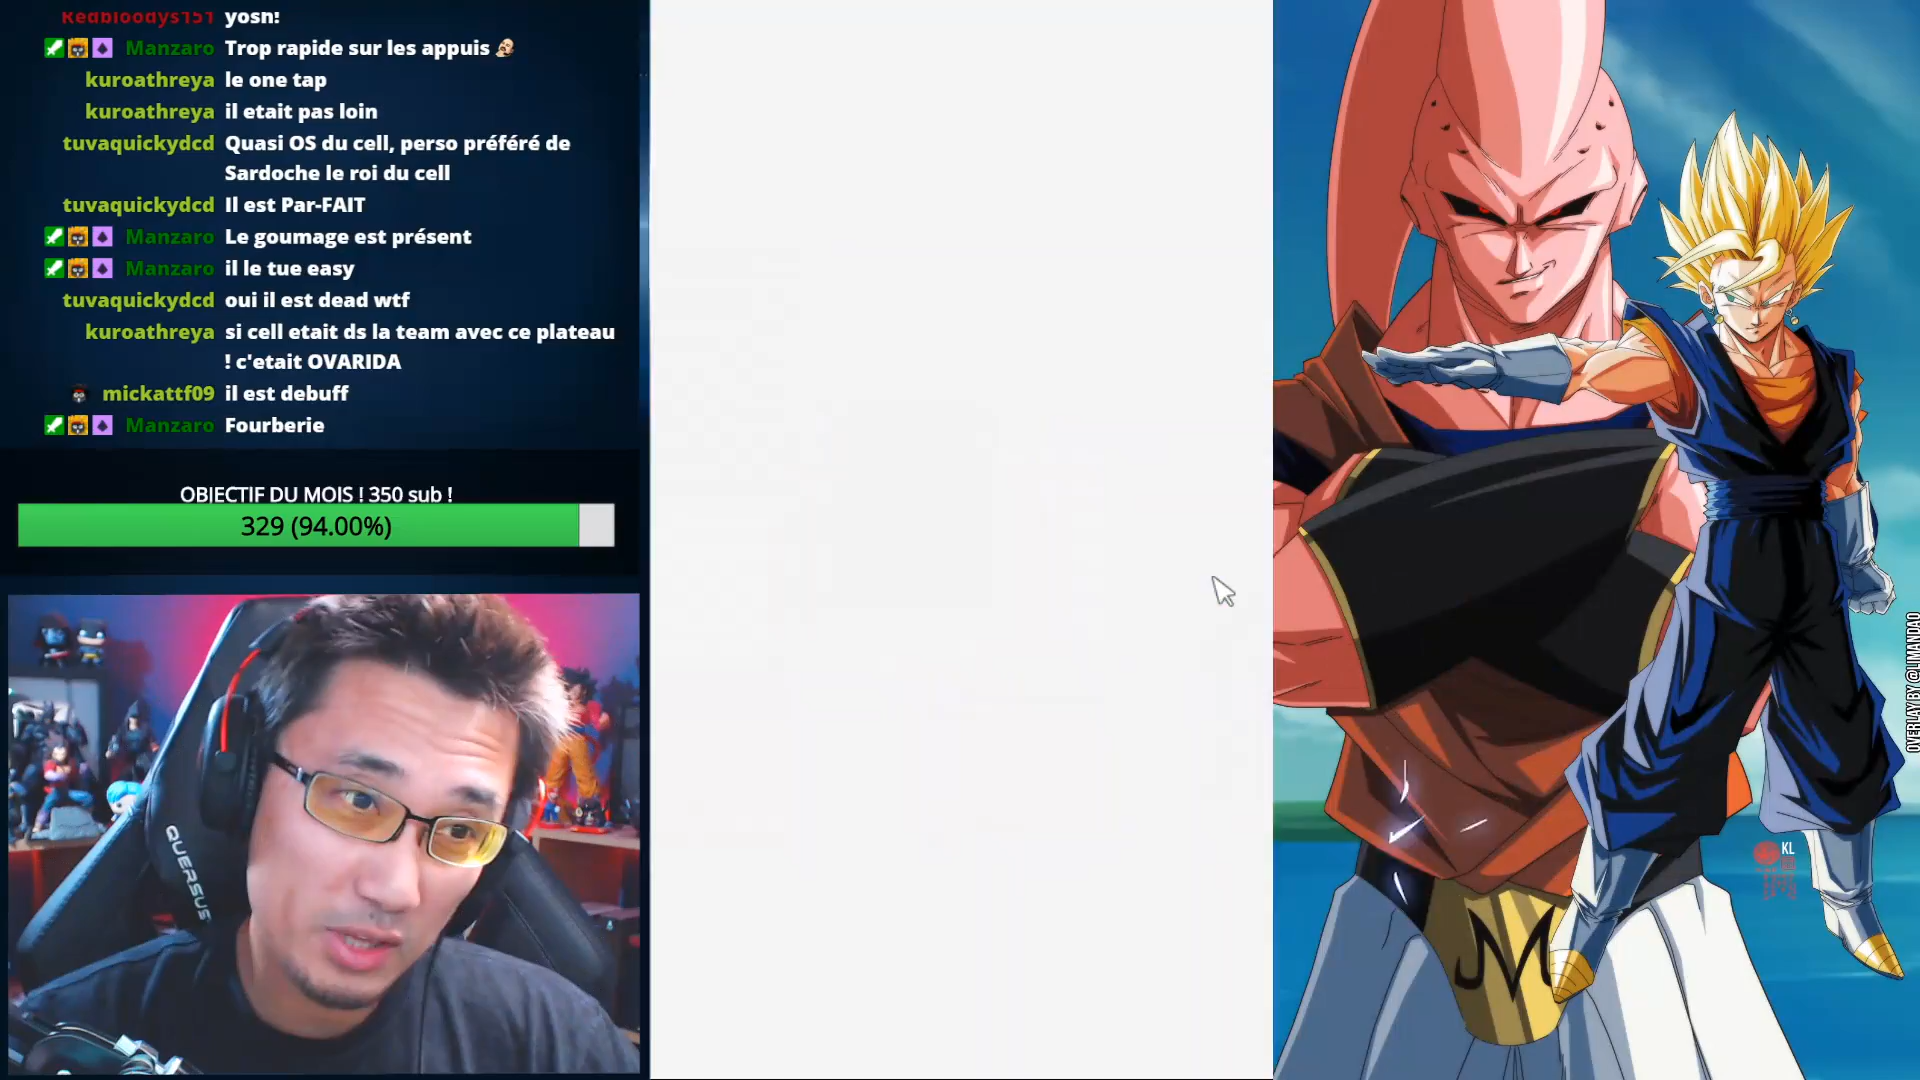 Redbloodys151 yosh!
Manzaro Trop rapide sur les appuis
kuroathreya le one tap
kuroathreya il etait pas loin
tuvaquickydcd Quasi OS du cell, perso préféré de
Sardoche le roi du cell
tuvaquickydcd Il est Par-FAIT
Manzaro Le goumage est présent
Manzaro il le tue easy
tuvaquickydcd oui il est dead wtf
kuroathreya si cell etait ds la team avec ce plateau
! c'etait OVARIDA
mickattf09 il est debuff
Manzaro Fourberie
OBJECTIF DU MOIS ! 350 sub !
329 (94.00%)
QUERSUS
M
KL
OVERLAY BY @LIMANDAO